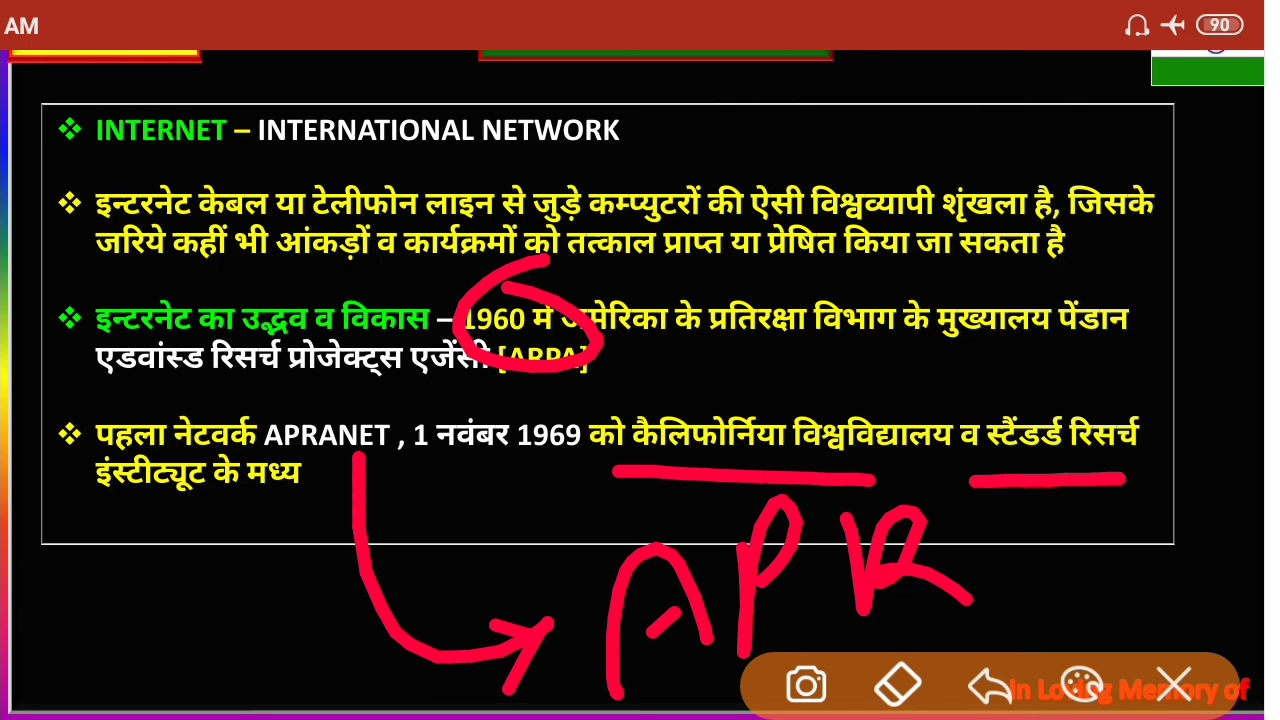 AM
90
INTERNET – INTERNATIONAL NETWORK
इन्टरनेट केबल या टेलीफोन लाइन से जुड़े कम्प्युटरों की ऐसी विश्वव्यापी शृंखला है, जिसके
जरिये कहीं भी आंकड़ों व कार्यक्रमों को तत्काल प्राप्त या प्रेषित किया जा सकता है
इन्टरनेट का उद्भव व विकास – 1960 में अमेरिका के प्रतिरक्षा विभाग के मुख्यालय पेंडान
एडवांस्ड रिसर्च प्रोजेक्ट्स एजेंसी [ARPA]
पहला नेटवर्क APRANET , 1 नवंबर 1969 को कैलिफोर्निया विश्वविद्यालय व स्टैंडर्ड रिसर्च
इंस्टीट्यूट के मध्य
APR
In Loving Memory of